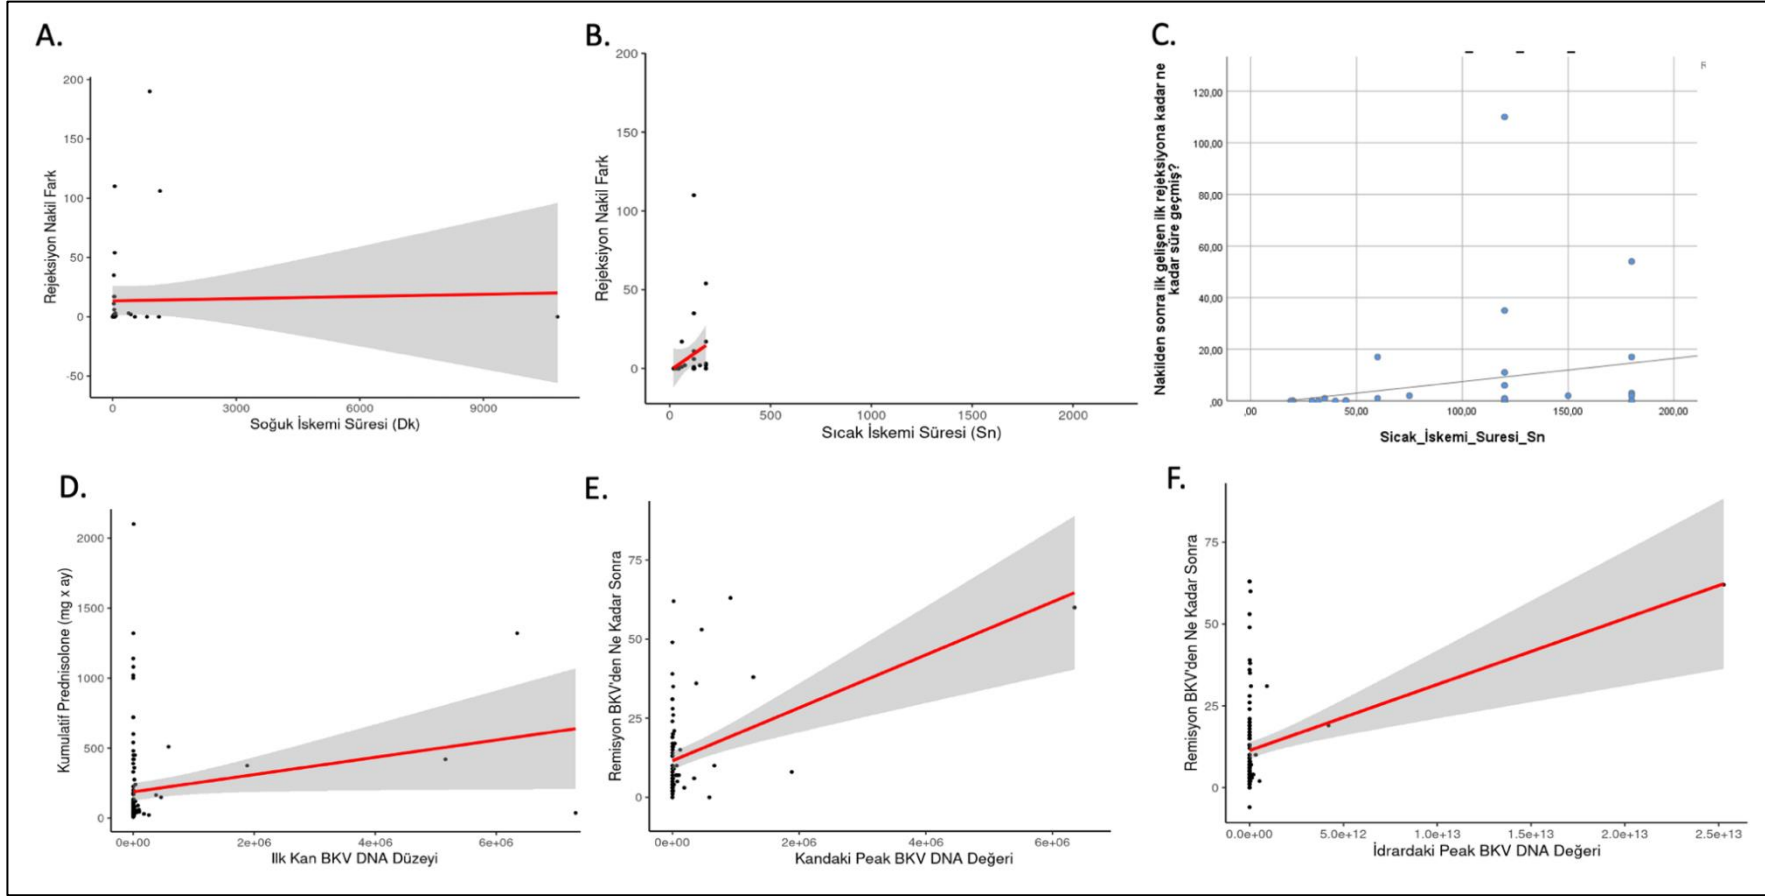 A.
200
150
100
50
0
-50
Rejeksiyon Nakil Fark
0 3000 6000 9000
Soğuk İskemi Süresi (Dk)
B.
200
150
100
50
0
Rejeksiyon Nakil Fark
0 500 1000 1500 2000
Sıcak İskemi Süresi (Sn)
C.
Nakilden sonra ilk gelişen ilk rejeksiyona kadar ne
kadar süre geçmiş?
120,00
100,00
80,00
60,00
40,00
20,00
,00
,00 50,00 100,00 150,00 200,00
Sicak_İskemi_Suresi_Sn
D.
2000
1500
1000
500
0
Kumulatif Prednisolone (mg x ay)
0e+00 2e+06 4e+06 6e+06
Ilk Kan BKV DNA Düzeyi
E.
75
50
25
0
Remisyon BKV'den Ne Kadar Sonra
0e+00 2e+06 4e+06 6e+06
Kandaki Peak BKV DNA Değeri
F.
75
50
25
0
Remisyon BKV'den Ne Kadar Sonra
0.0e+00 5.0e+12 1.0e+13 1.5e+13 2.0e+13 2.5e+13
İdrardaki Peak BKV DNA Değeri